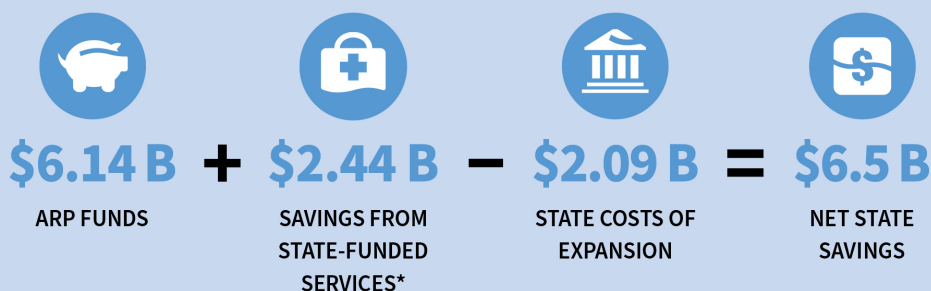 $6.14 B + $2.44 B − $2.09 B = $6.5 B
ARP FUNDS
SAVINGS FROM
STATE-FUNDED
SERVICES*
STATE COSTS OF
EXPANSION
NET STATE
SAVINGS